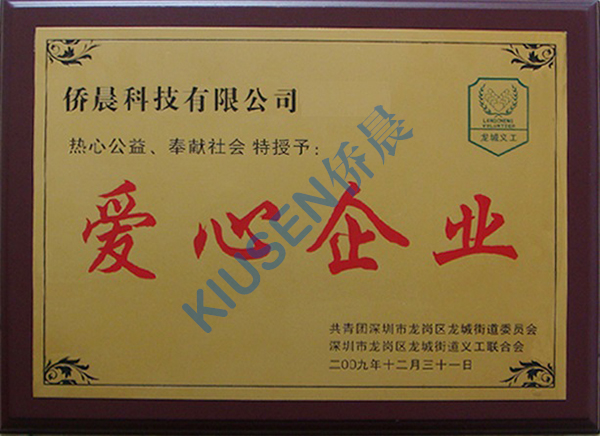 侨晨科技有限公司
LONGCHENG
VOLUNTEER
龙城义工
热心公益、奉献社会 特授予：
爱心企业
KIUSEN侨晨
共青团深圳市龙岗区龙城街道委员会
深圳市龙岗区龙城街道义工联合会
二00九年十二月三十一日